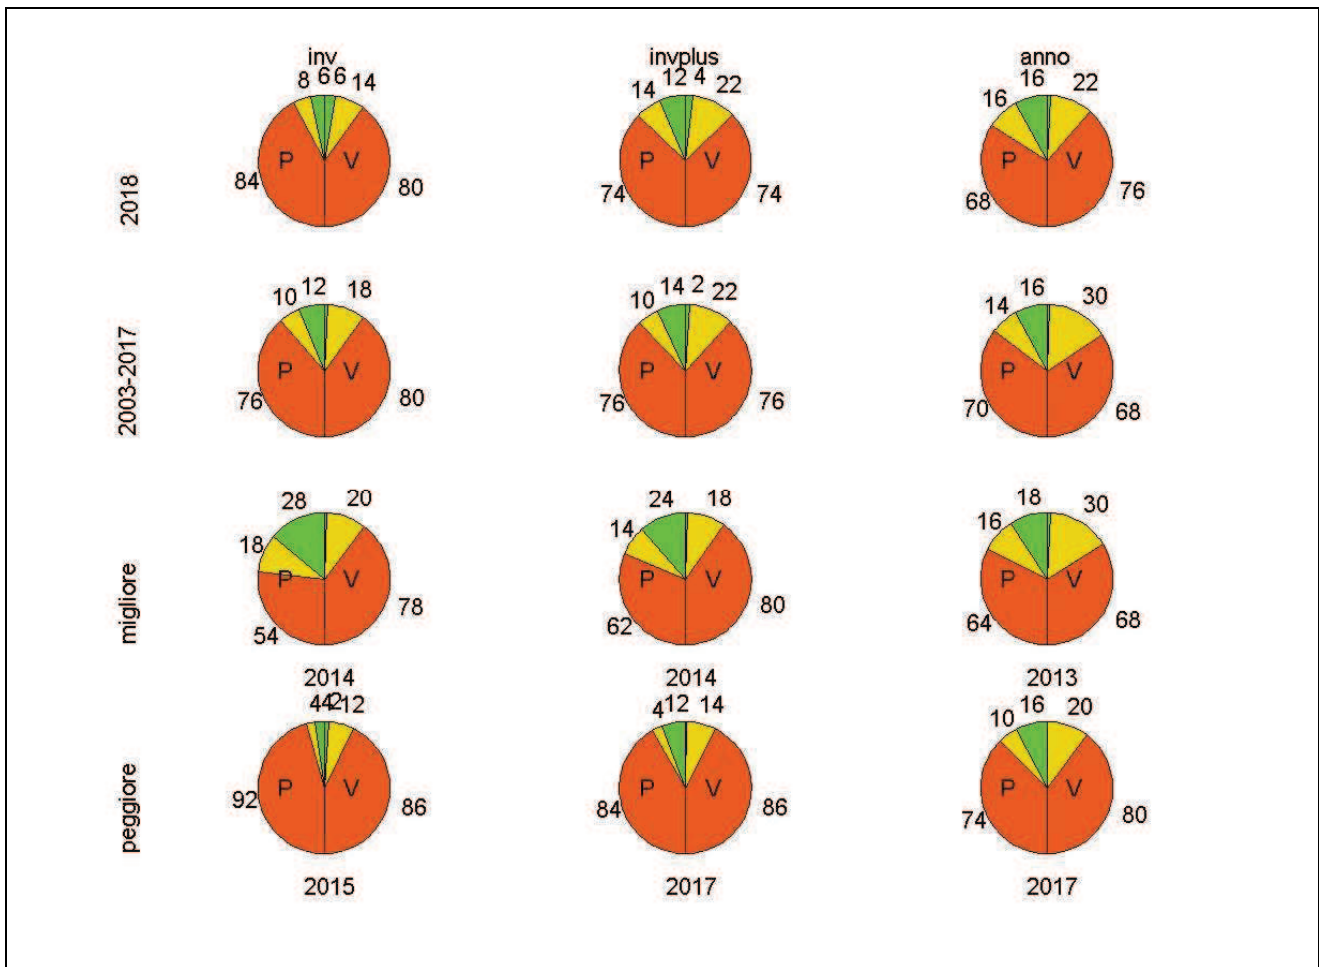 inv invplus anno
8 6 6 14 14 12 4 22 16 16 22
P V P V P V
2018 84 80 74 74 68 76
10 12 18 10 14 2 22 14 16 30
P V P V P V
2003-2017 76 80 76 76 70 68
28 20 24 18 18 30
18 14 16
P V P V P V
migliore 54 78 62 80 64 68
2014 2014 2013
4 4 2 12 4 12 14 10 16 20
P V P V P V
peggiore 92 86 84 86 74 80
2015 2017 2017